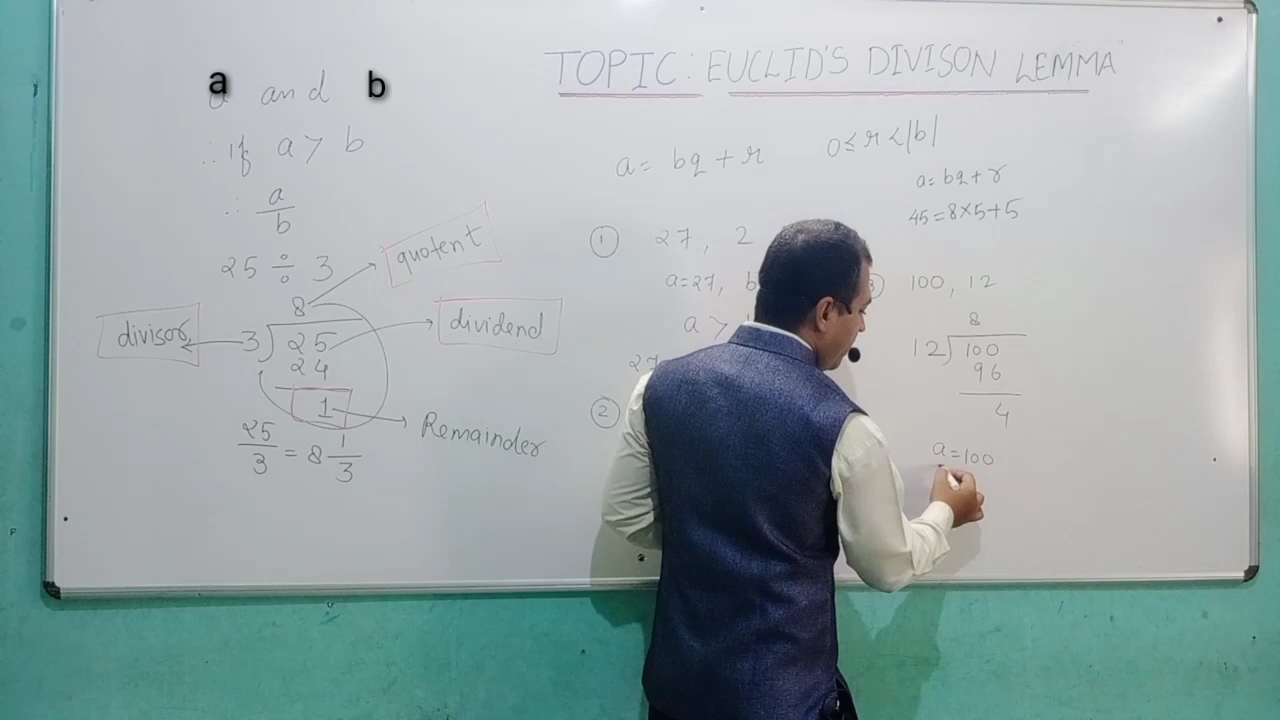 TOPIC: EUCLID'S DIVISON LEMMA
a and b
∴ If a > b
∴ a/b
25 ÷ 3
quotent
8
divisor
3) 25
dividend
24
1
Remainder
25/3 = 8 1/3
a = bq + r
0 ≤ r < |b|
a = bq + r
45 = 8 × 5 + 5
① 27, 2
a = 27, b
a >
27
②
100, 12
8
12) 100
96
4
a = 100